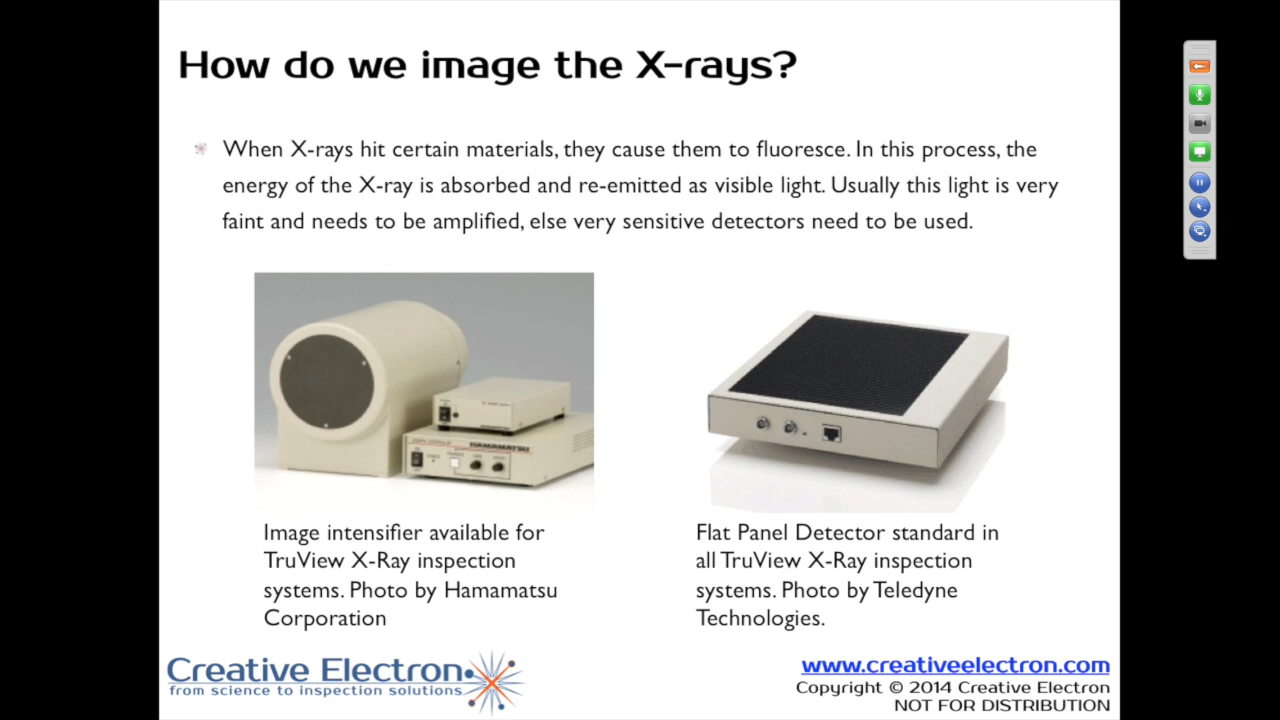 How do we image the X-rays?
When X-rays hit certain materials, they cause them to fluoresce. In this process, the
energy of the X-ray is absorbed and re-emitted as visible light. Usually this light is very
faint and needs to be amplified, else very sensitive detectors need to be used.
HAMAMATSU
Image intensifier available for
TruView X-Ray inspection
systems. Photo by Hamamatsu
Corporation
Flat Panel Detector standard in
all TruView X-Ray inspection
systems. Photo by Teledyne
Technologies.
Creative Electron
from science to inspection solutions
www.creativeelectron.com
Copyright © 2014 Creative Electron
NOT FOR DISTRIBUTION